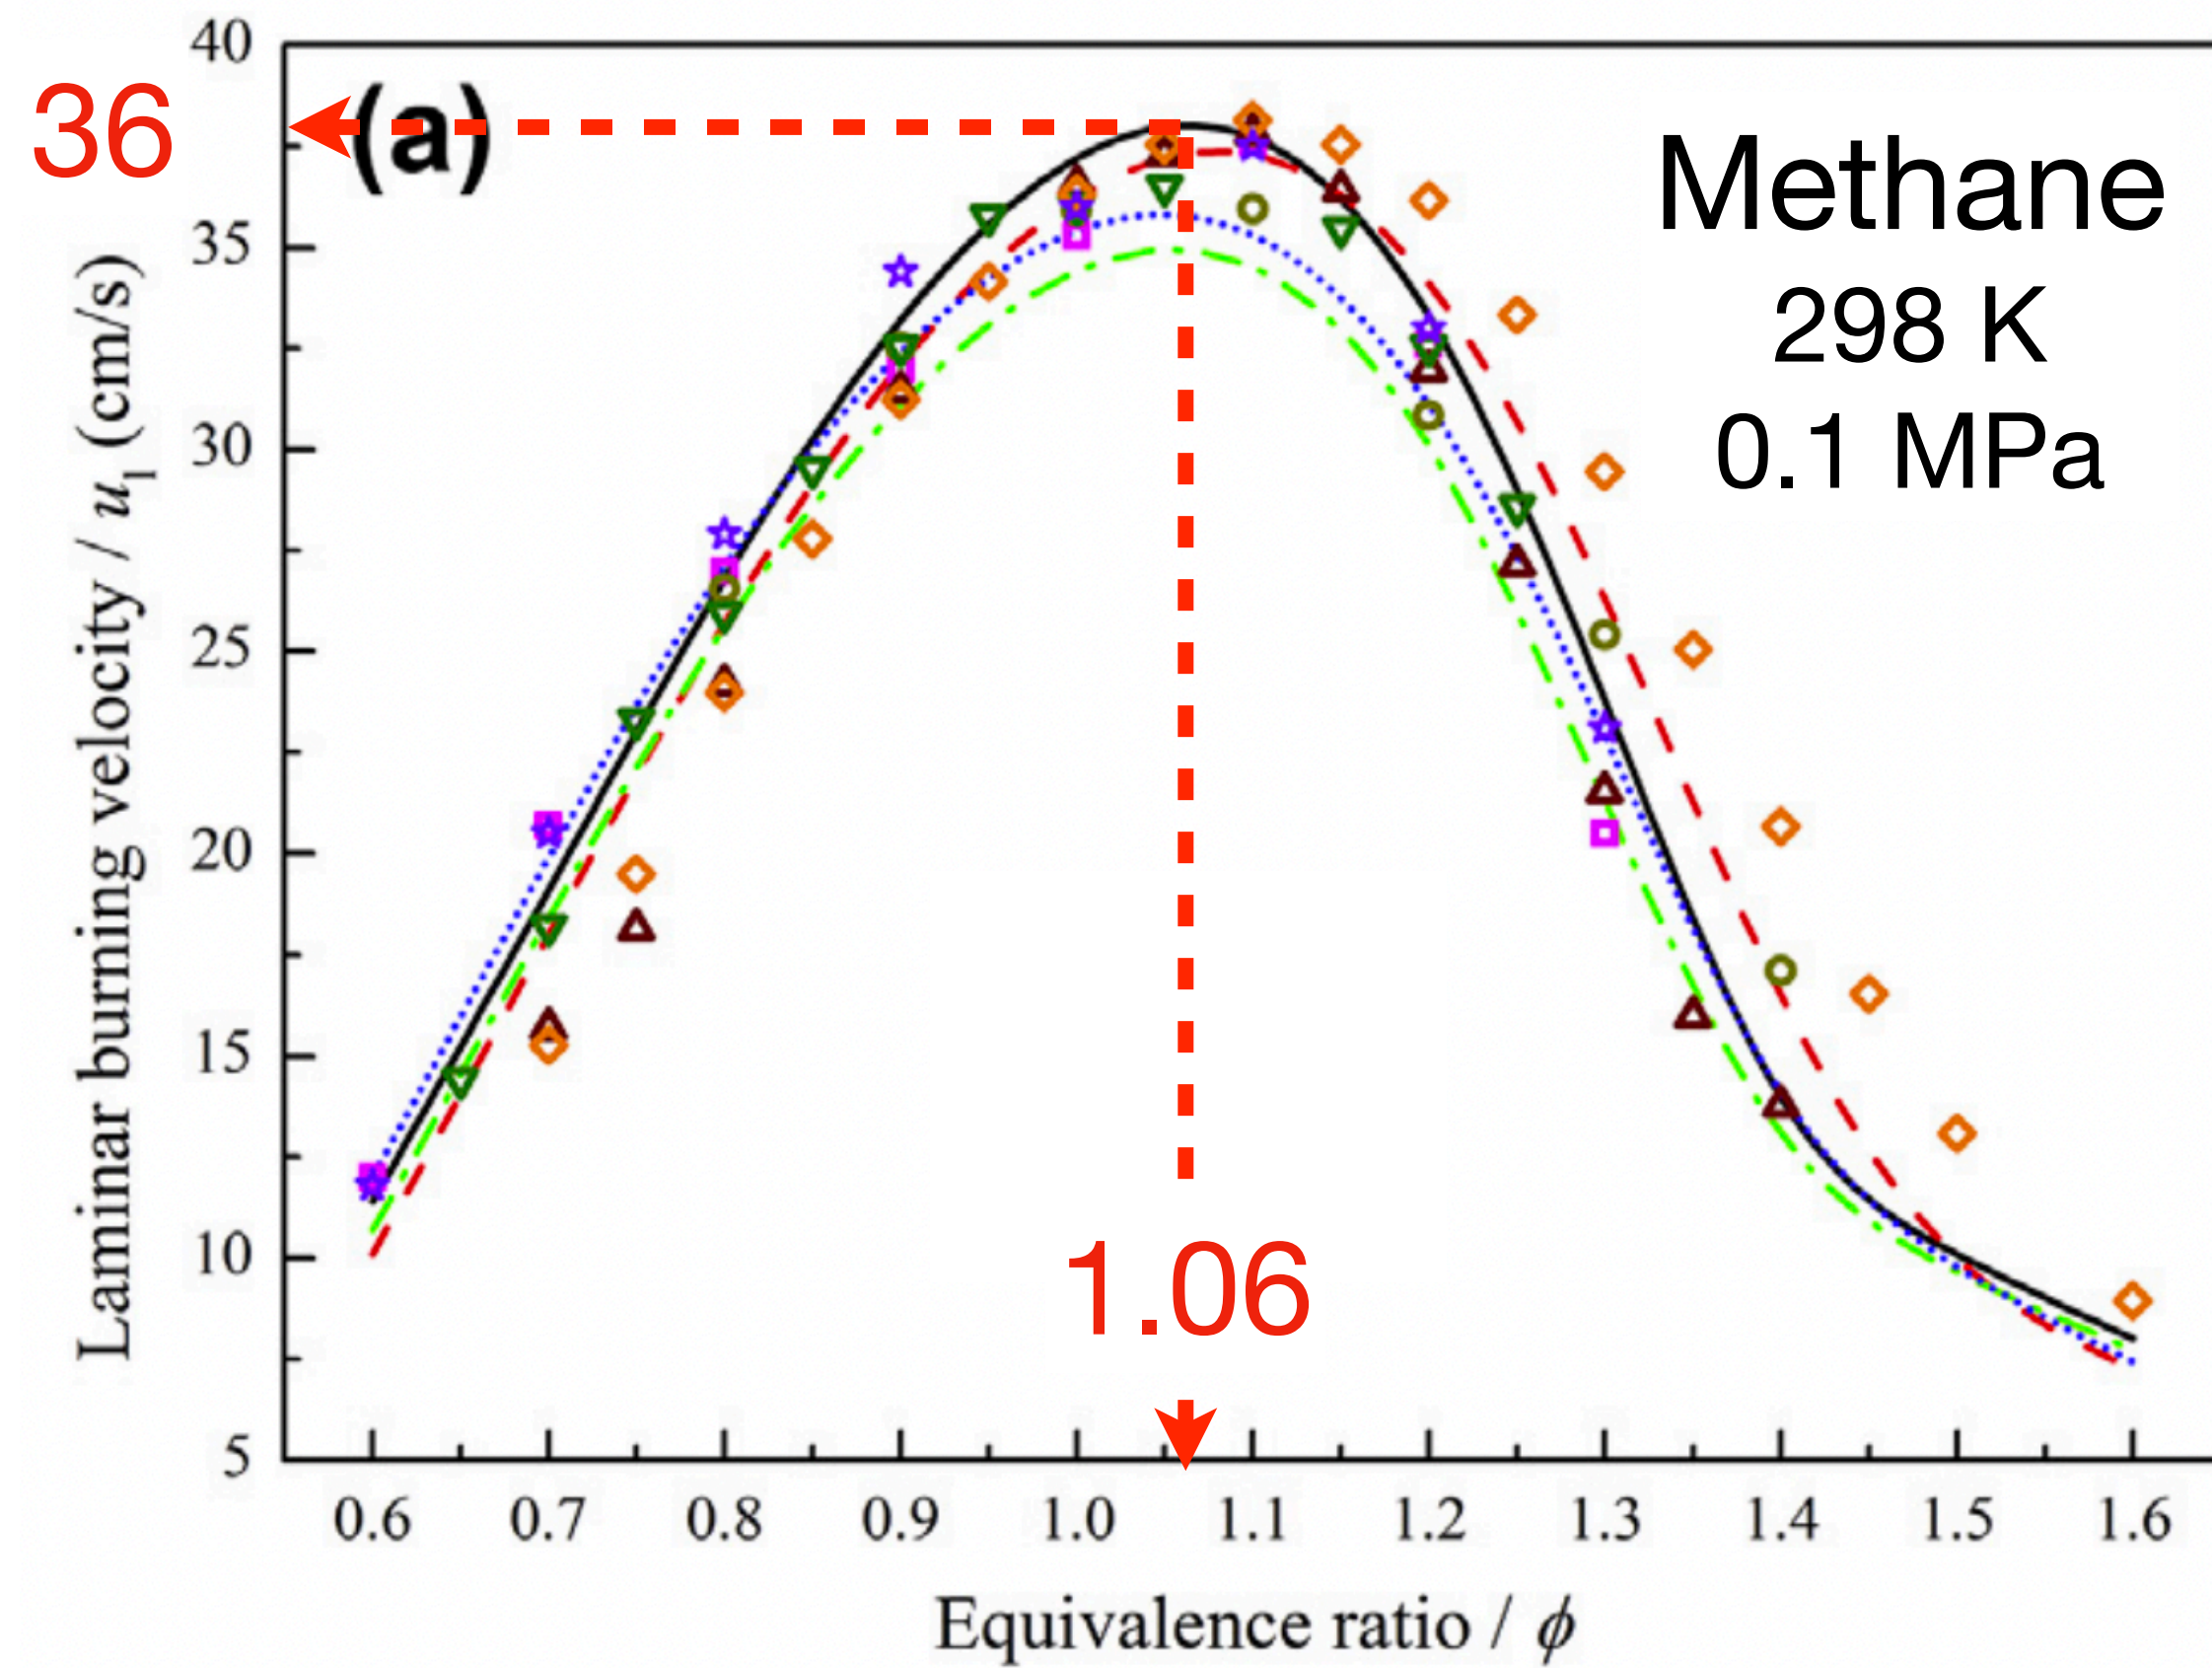 40
36
(a)
Methane
298 K
0.1 MPa
35
30
25
20
15
10
5
Laminar burning velocity / u_l (cm/s)
1.06
0.6 0.7 0.8 0.9 1.0 1.1 1.2 1.3 1.4 1.5 1.6
Equivalence ratio / ϕ